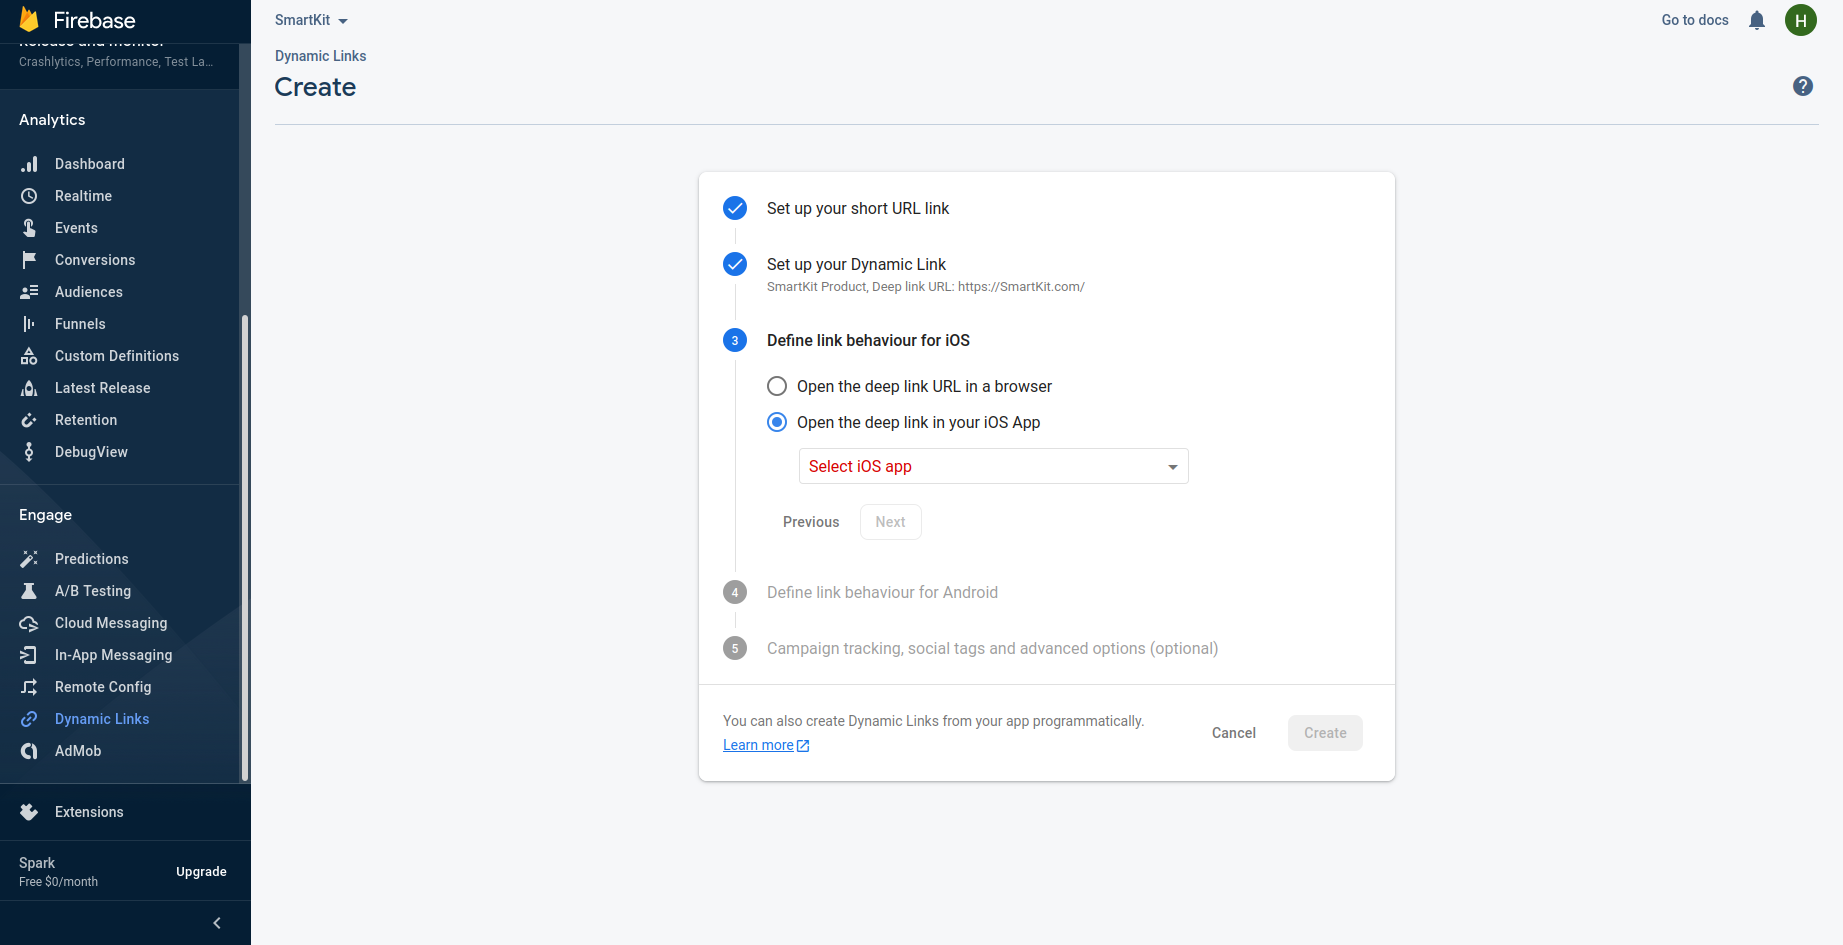 Firebase
Release and monitor
Crashlytics, Performance, Test La...
Analytics
Dashboard
Realtime
Events
Conversions
Audiences
Funnels
Custom Definitions
Latest Release
Retention
DebugView
Engage
Predictions
A/B Testing
Cloud Messaging
In-App Messaging
Remote Config
Dynamic Links
AdMob
Extensions
Spark
Free $0/month
Upgrade
SmartKit
Go to docs
H
Dynamic Links
Create
?
Set up your short URL link
Set up your Dynamic Link
SmartKit Product, Deep link URL: https://SmartKit.com/
3 Define link behaviour for iOS
Open the deep link URL in a browser
Open the deep link in your iOS App
Select iOS app
Previous Next
4 Define link behaviour for Android
5 Campaign tracking, social tags and advanced options (optional)
You can also create Dynamic Links from your app programmatically.
Learn more
Cancel Create